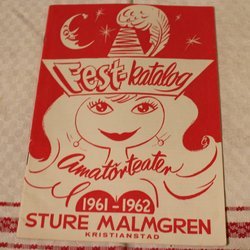 Fest-katalog
Amatörteater
1961-1962
STURE MALMGREN
KRISTIANSTAD